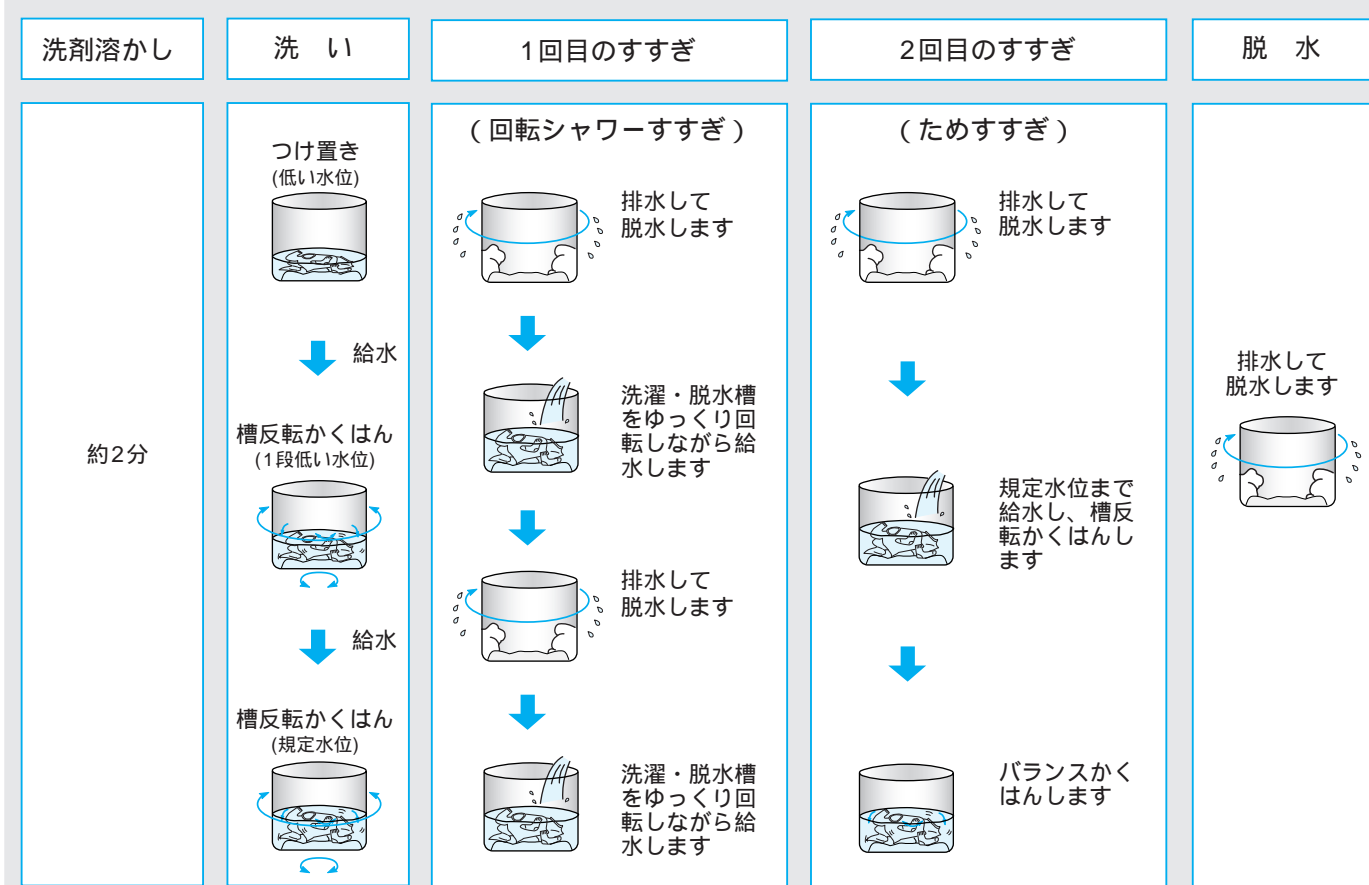 洗剤溶かし
洗 い
1回目のすすぎ
2回目のすすぎ
脱 水
約2分
つけ置き
(低い水位)
給水
槽反転かくはん
(1段低い水位)
給水
槽反転かくはん
(規定水位)
(回転シャワーすすぎ)
排水して
脱水します
洗濯・脱水槽
をゆっくり回
転しながら給
水します
排水して
脱水します
洗濯・脱水槽
をゆっくり回
転しながら給
水します
(ためすすぎ)
排水して
脱水します
規定水位まで
給水し、槽反
転かくはんし
ます
バランスかく
はんします
排水して
脱水します